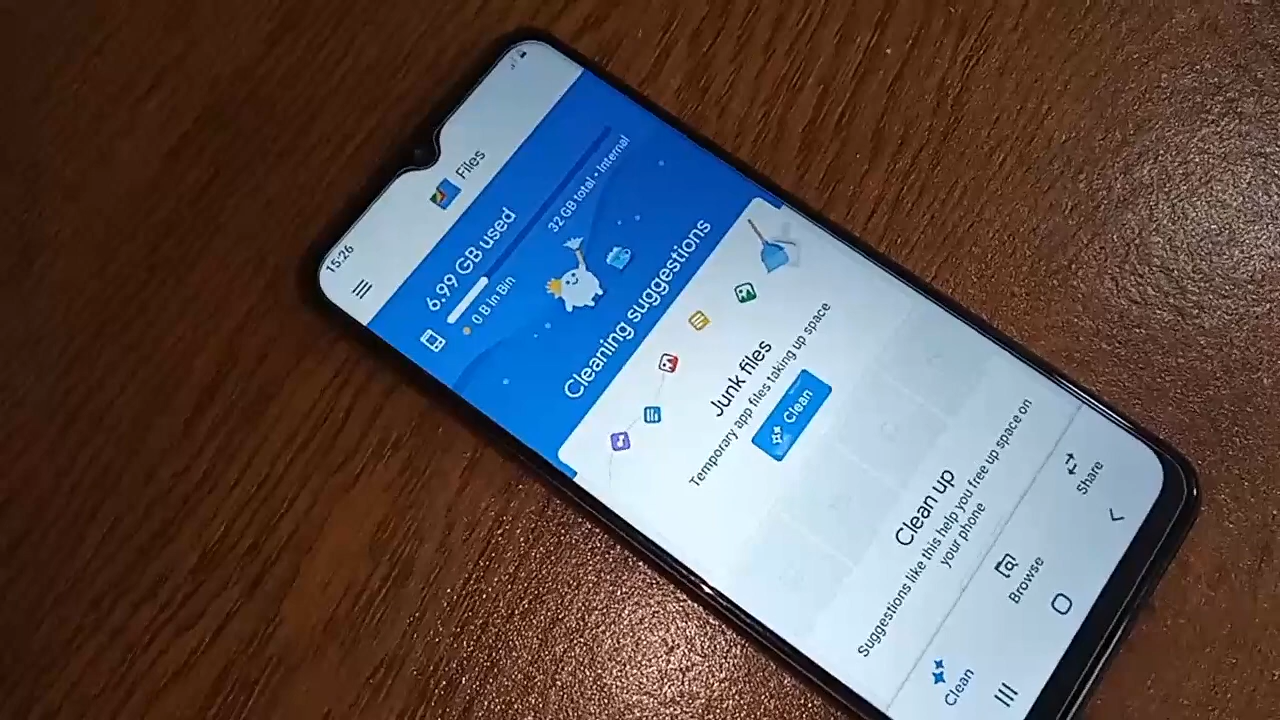 15:26
Files
6.99 GB used
32 GB total • Internal
0 B In Bin
Cleaning suggestions
Junk files
Temporary app files taking up space
Clean
Clean up
Suggestions like this help you free up space on
your phone
Clean
Browse
Share